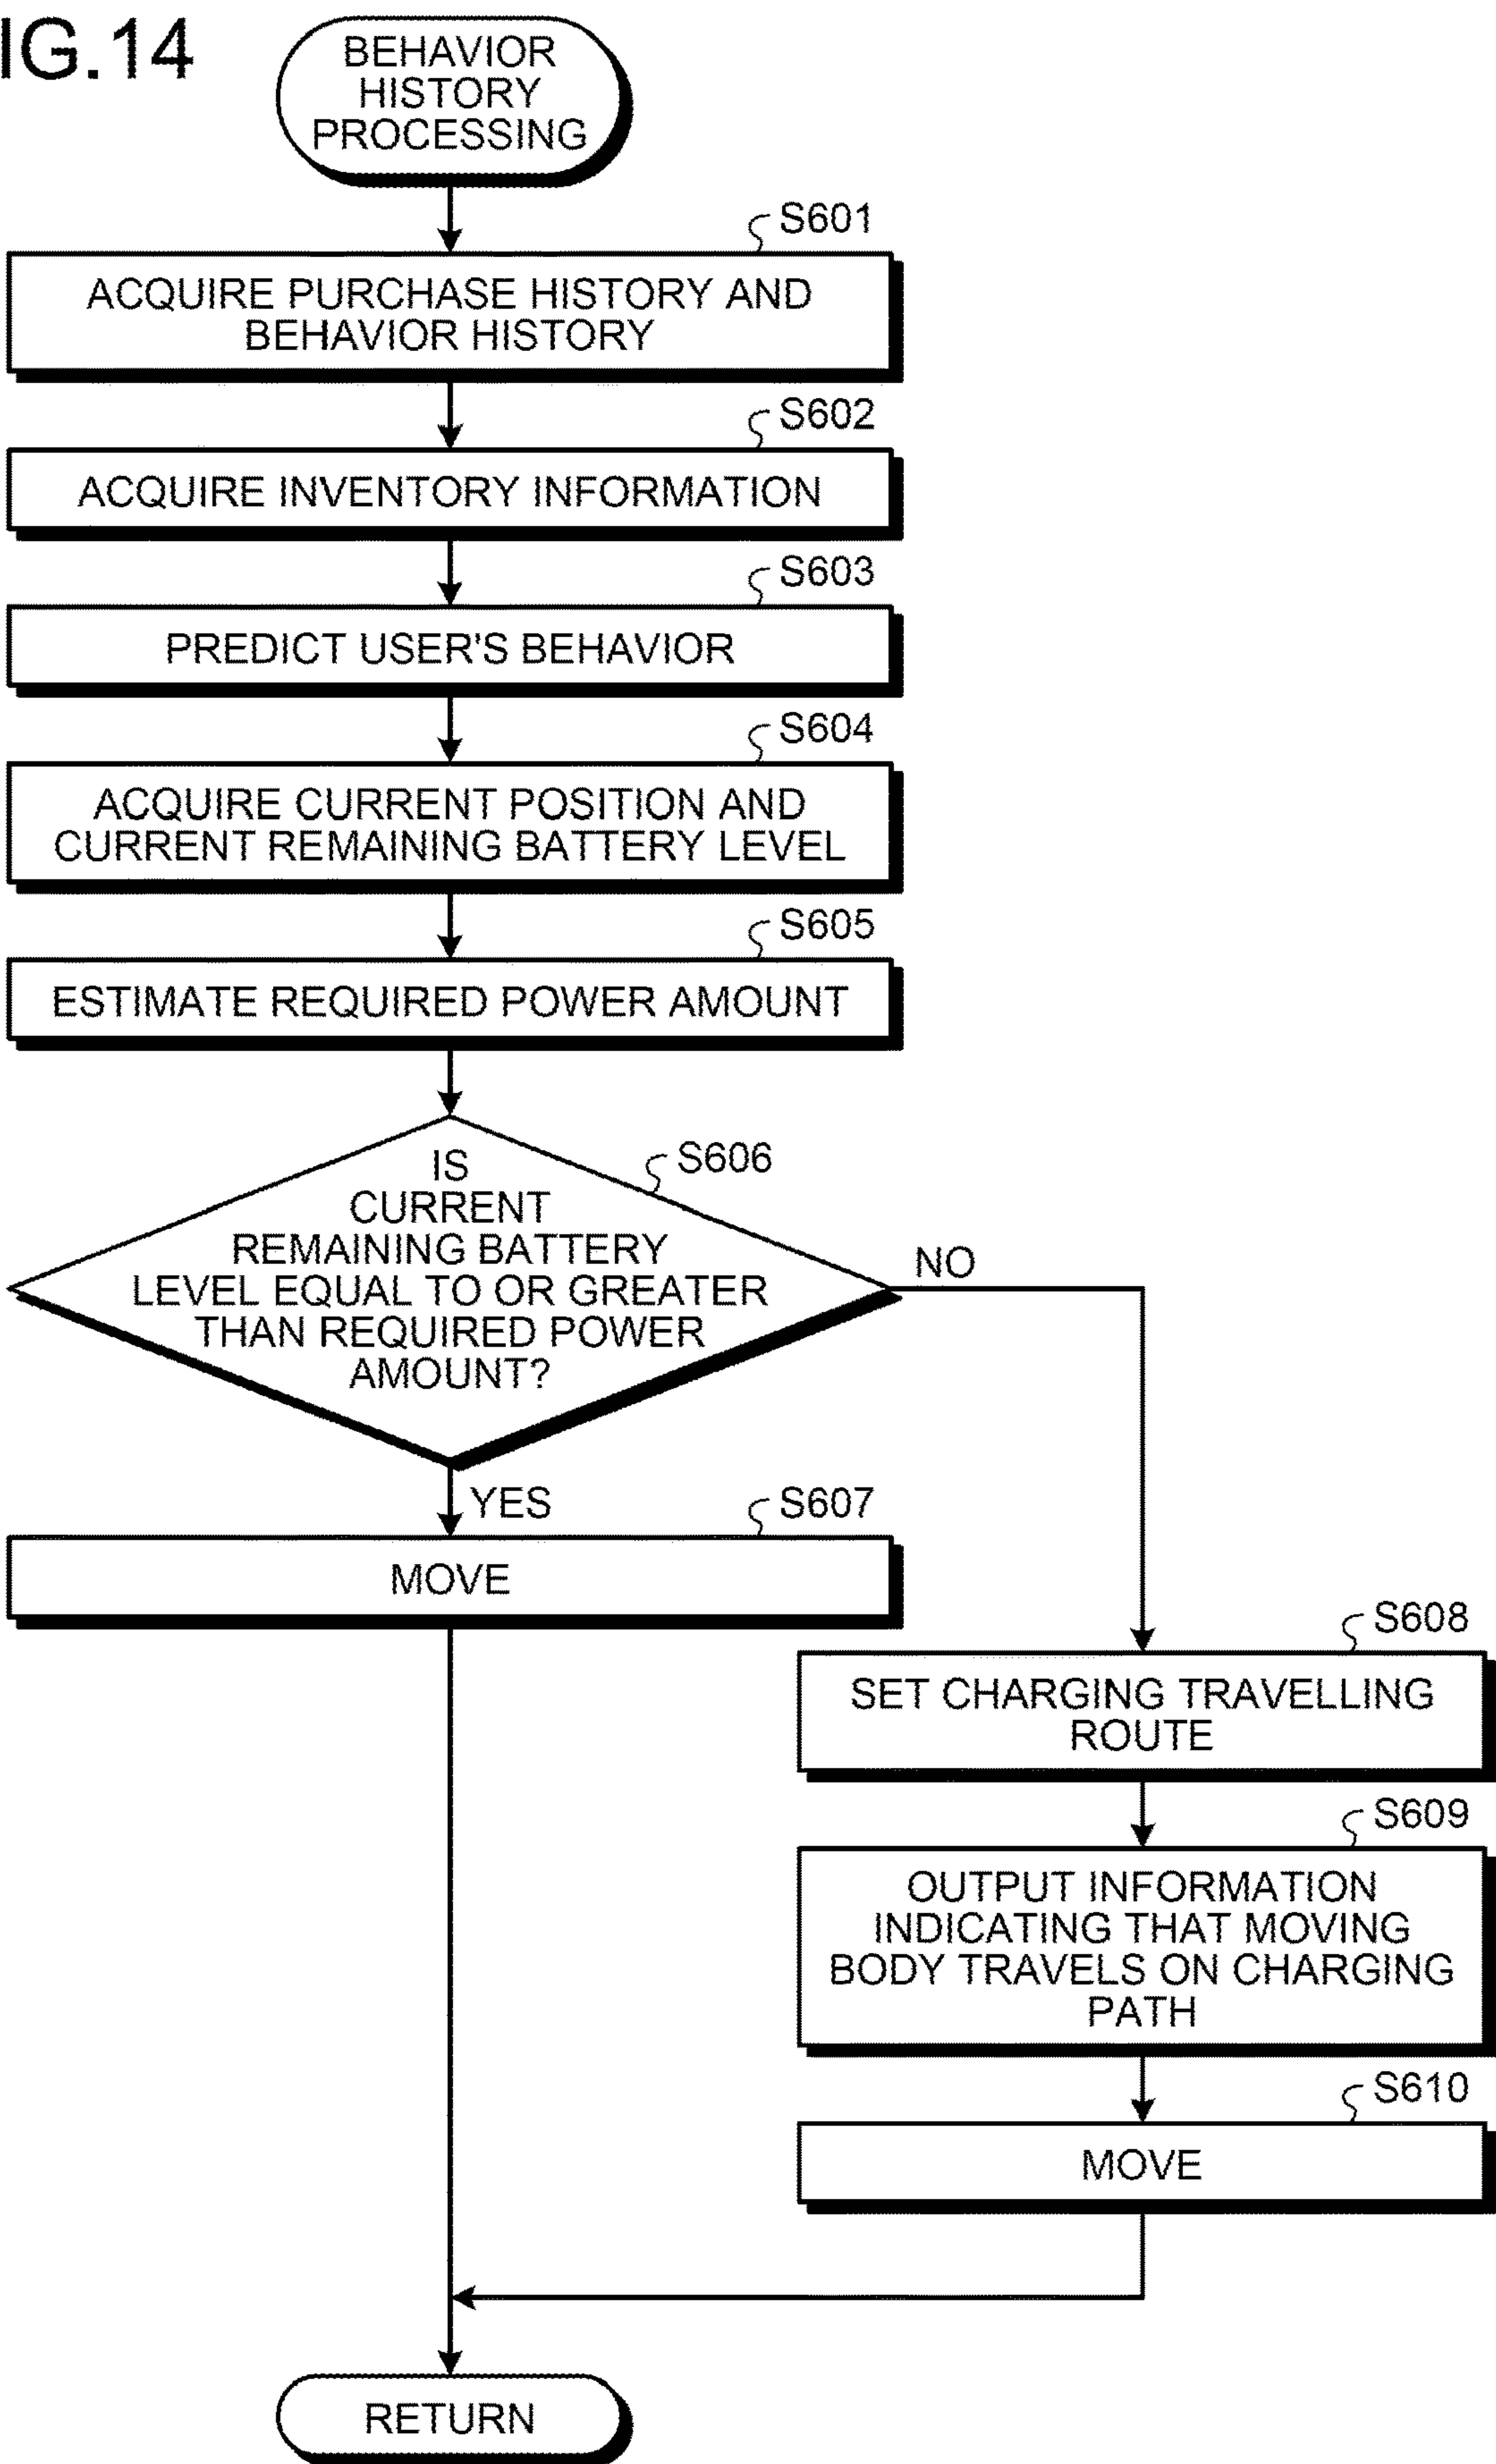 IG.14
BEHAVIOR
HISTORY
PROCESSING
S601
ACQUIRE PURCHASE HISTORY AND
BEHAVIOR HISTORY
S602
ACQUIRE INVENTORY INFORMATION
S603
PREDICT USER'S BEHAVIOR
S604
ACQUIRE CURRENT POSITION AND
CURRENT REMAINING BATTERY LEVEL
S605
ESTIMATE REQUIRED POWER AMOUNT
S606
IS
CURRENT
REMAINING BATTERY
LEVEL EQUAL TO OR GREATER
THAN REQUIRED POWER
AMOUNT?
NO
YES
S607
MOVE
S608
SET CHARGING TRAVELLING
ROUTE
S609
OUTPUT INFORMATION
INDICATING THAT MOVING
BODY TRAVELS ON CHARGING
PATH
S610
MOVE
RETURN